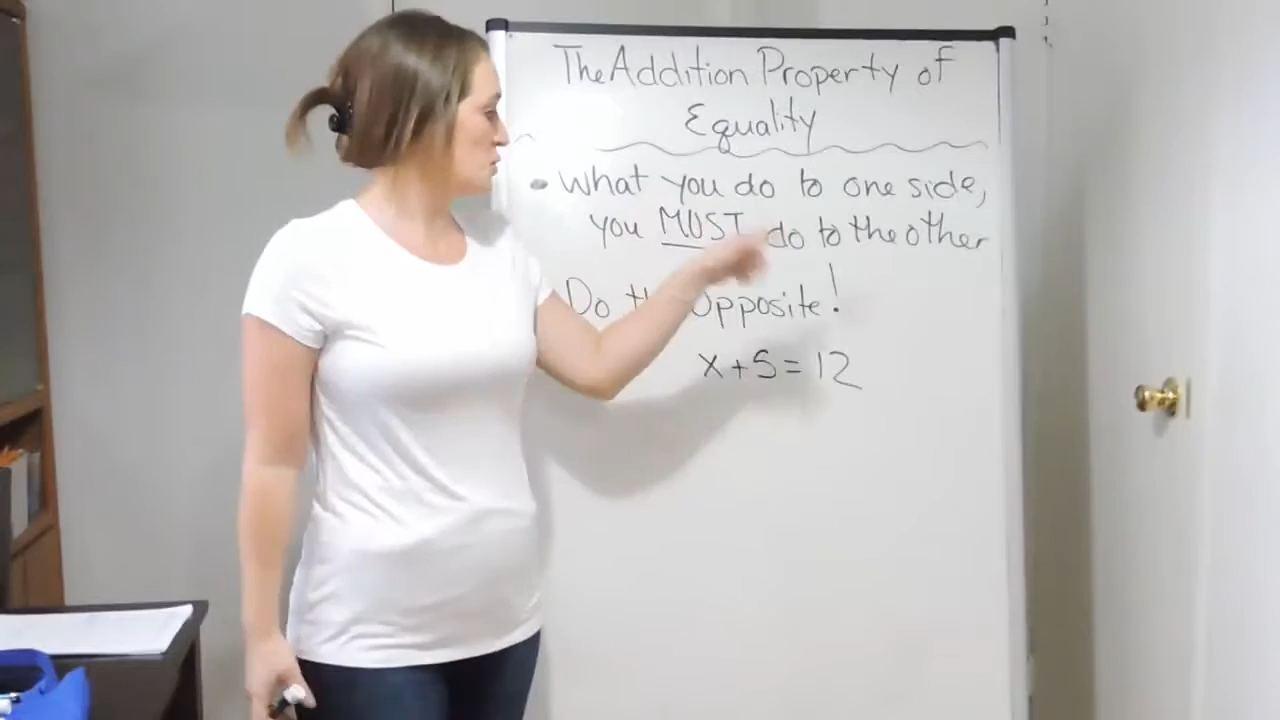 The Addition Property of
Equality
• What you do to one side,
you MUST do to the other
Do Opposite!
x+5=12